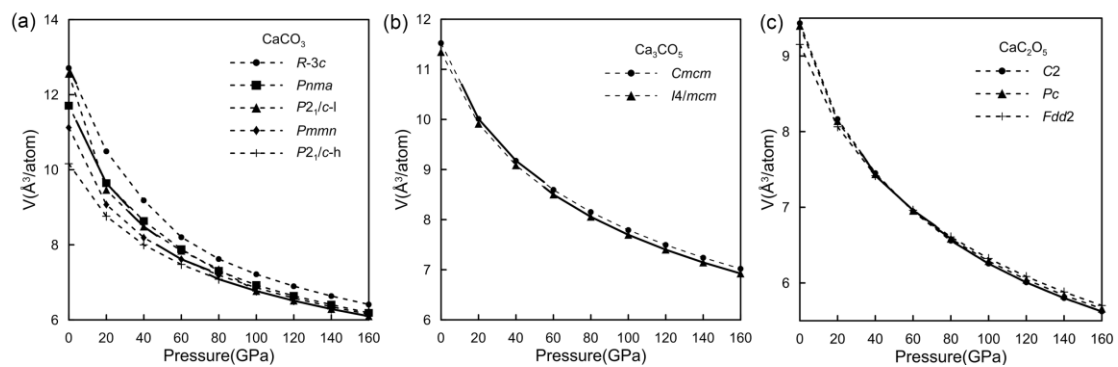 (a)
CaCO3
R-3c
Pnma
P21/c-l
Pmmn
P21/c-h
V(Å3/atom)
14
12
10
8
6
0 20 40 60 80 100 120 140 160
Pressure(GPa)
(b)
Ca3CO5
Cmcm
I4/mcm
V(Å3/atom)
12
11
10
9
8
7
6
0 20 40 60 80 100 120 140 160
Pressure(GPa)
(c)
CaC2O5
C2
Pc
Fdd2
V(Å3/atom)
9
8
7
6
0 20 40 60 80 100 120 140 160
Pressure(GPa)